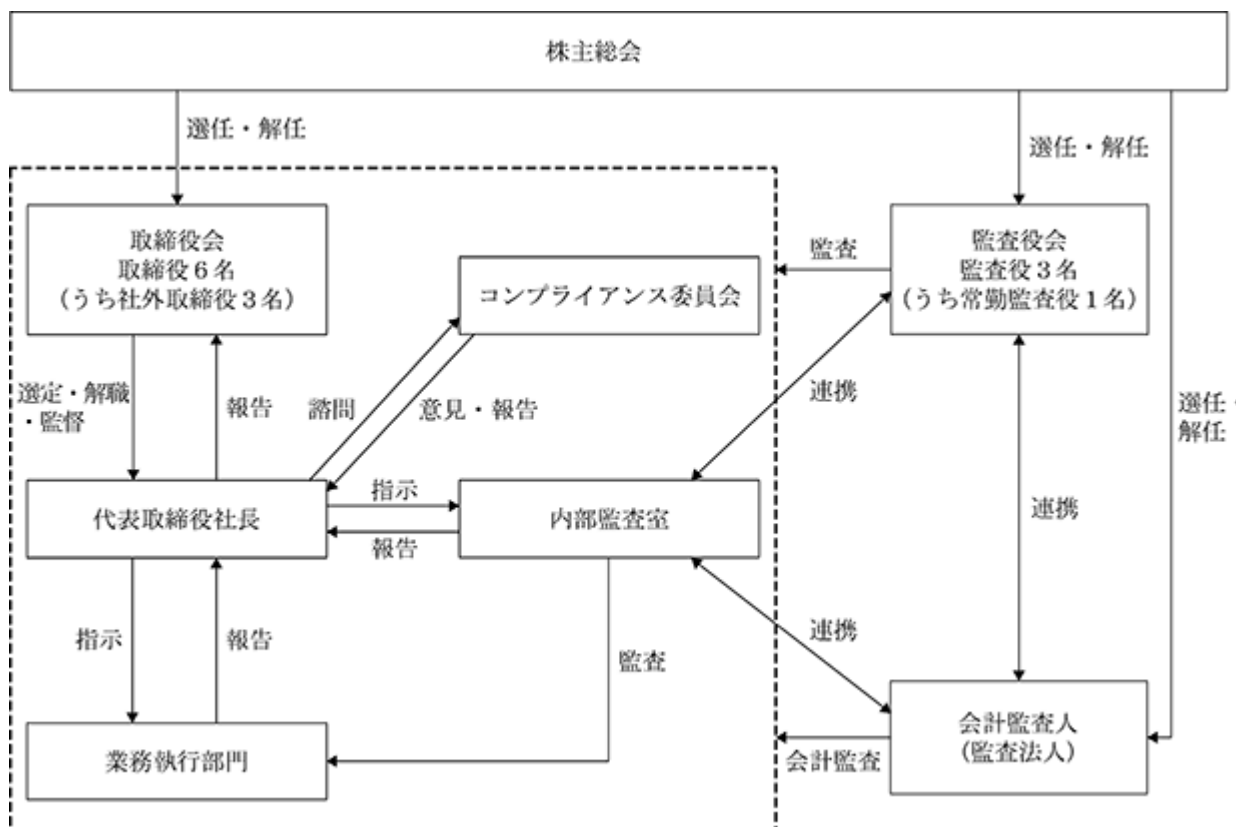 株主総会
選任・解任
選任・解任
取締役会
取締役6名
(うち社外取締役3名)
監査
監査役会
監査役3名
(うち常勤監査役1名)
コンプライアンス委員会
選定・解職
・監督
報告
諮問
意見・報告
連携
選任・
解任
代表取締役社長
指示
報告
内部監査室
連携
指示
報告
監査
連携
業務執行部門
会計監査
会計監査人
(監査法人)